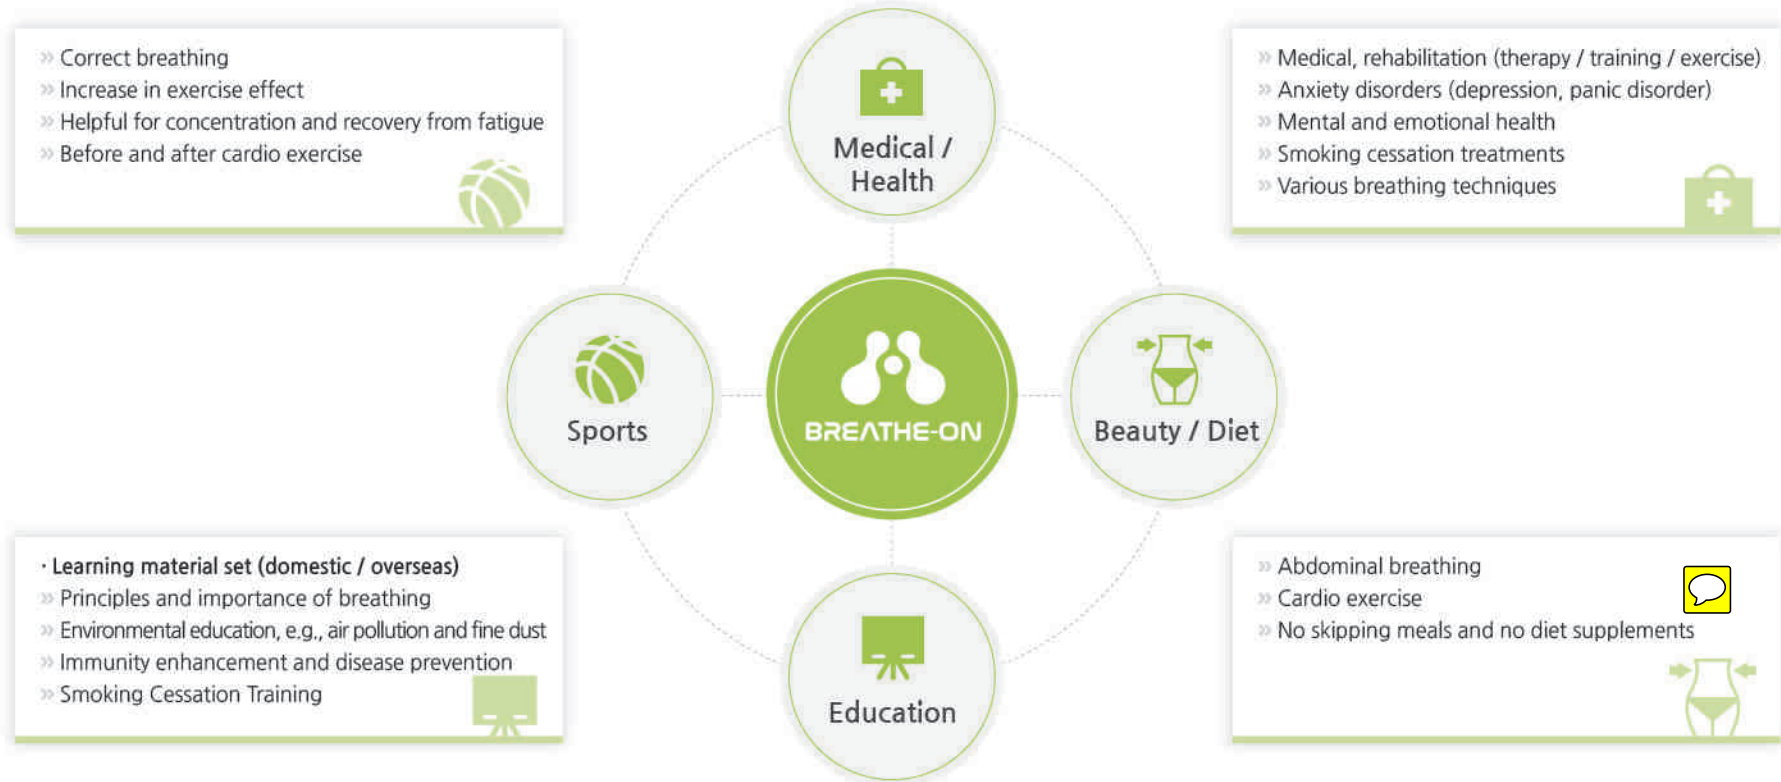 » Correct breathing
» Increase in exercise effect
» Helpful for concentration and recovery from fatigue
» Before and after cardio exercise
Medical /
Health
» Medical, rehabilitation (therapy / training / exercise)
» Anxiety disorders (depression, panic disorder)
» Mental and emotional health
» Smoking cessation treatments
» Various breathing techniques
Sports
BREATHE-ON
Beauty / Diet
· Learning material set (domestic / overseas)
» Principles and importance of breathing
» Environmental education, e.g., air pollution and fine dust
» Immunity enhancement and disease prevention
» Smoking Cessation Training
Education
» Abdominal breathing
» Cardio exercise
» No skipping meals and no diet supplements